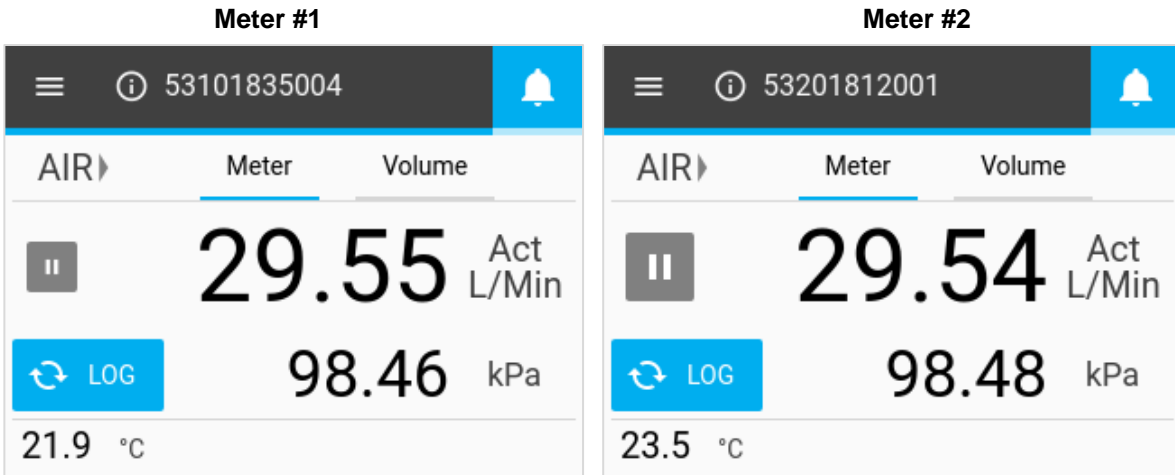 Meter #1
53101835004
AIR Meter Volume
29.55 Act L/Min
LOG 98.46 kPa
21.9 °C
Meter #2
53201812001
AIR Meter Volume
29.54 Act L/Min
LOG 98.48 kPa
23.5 °C